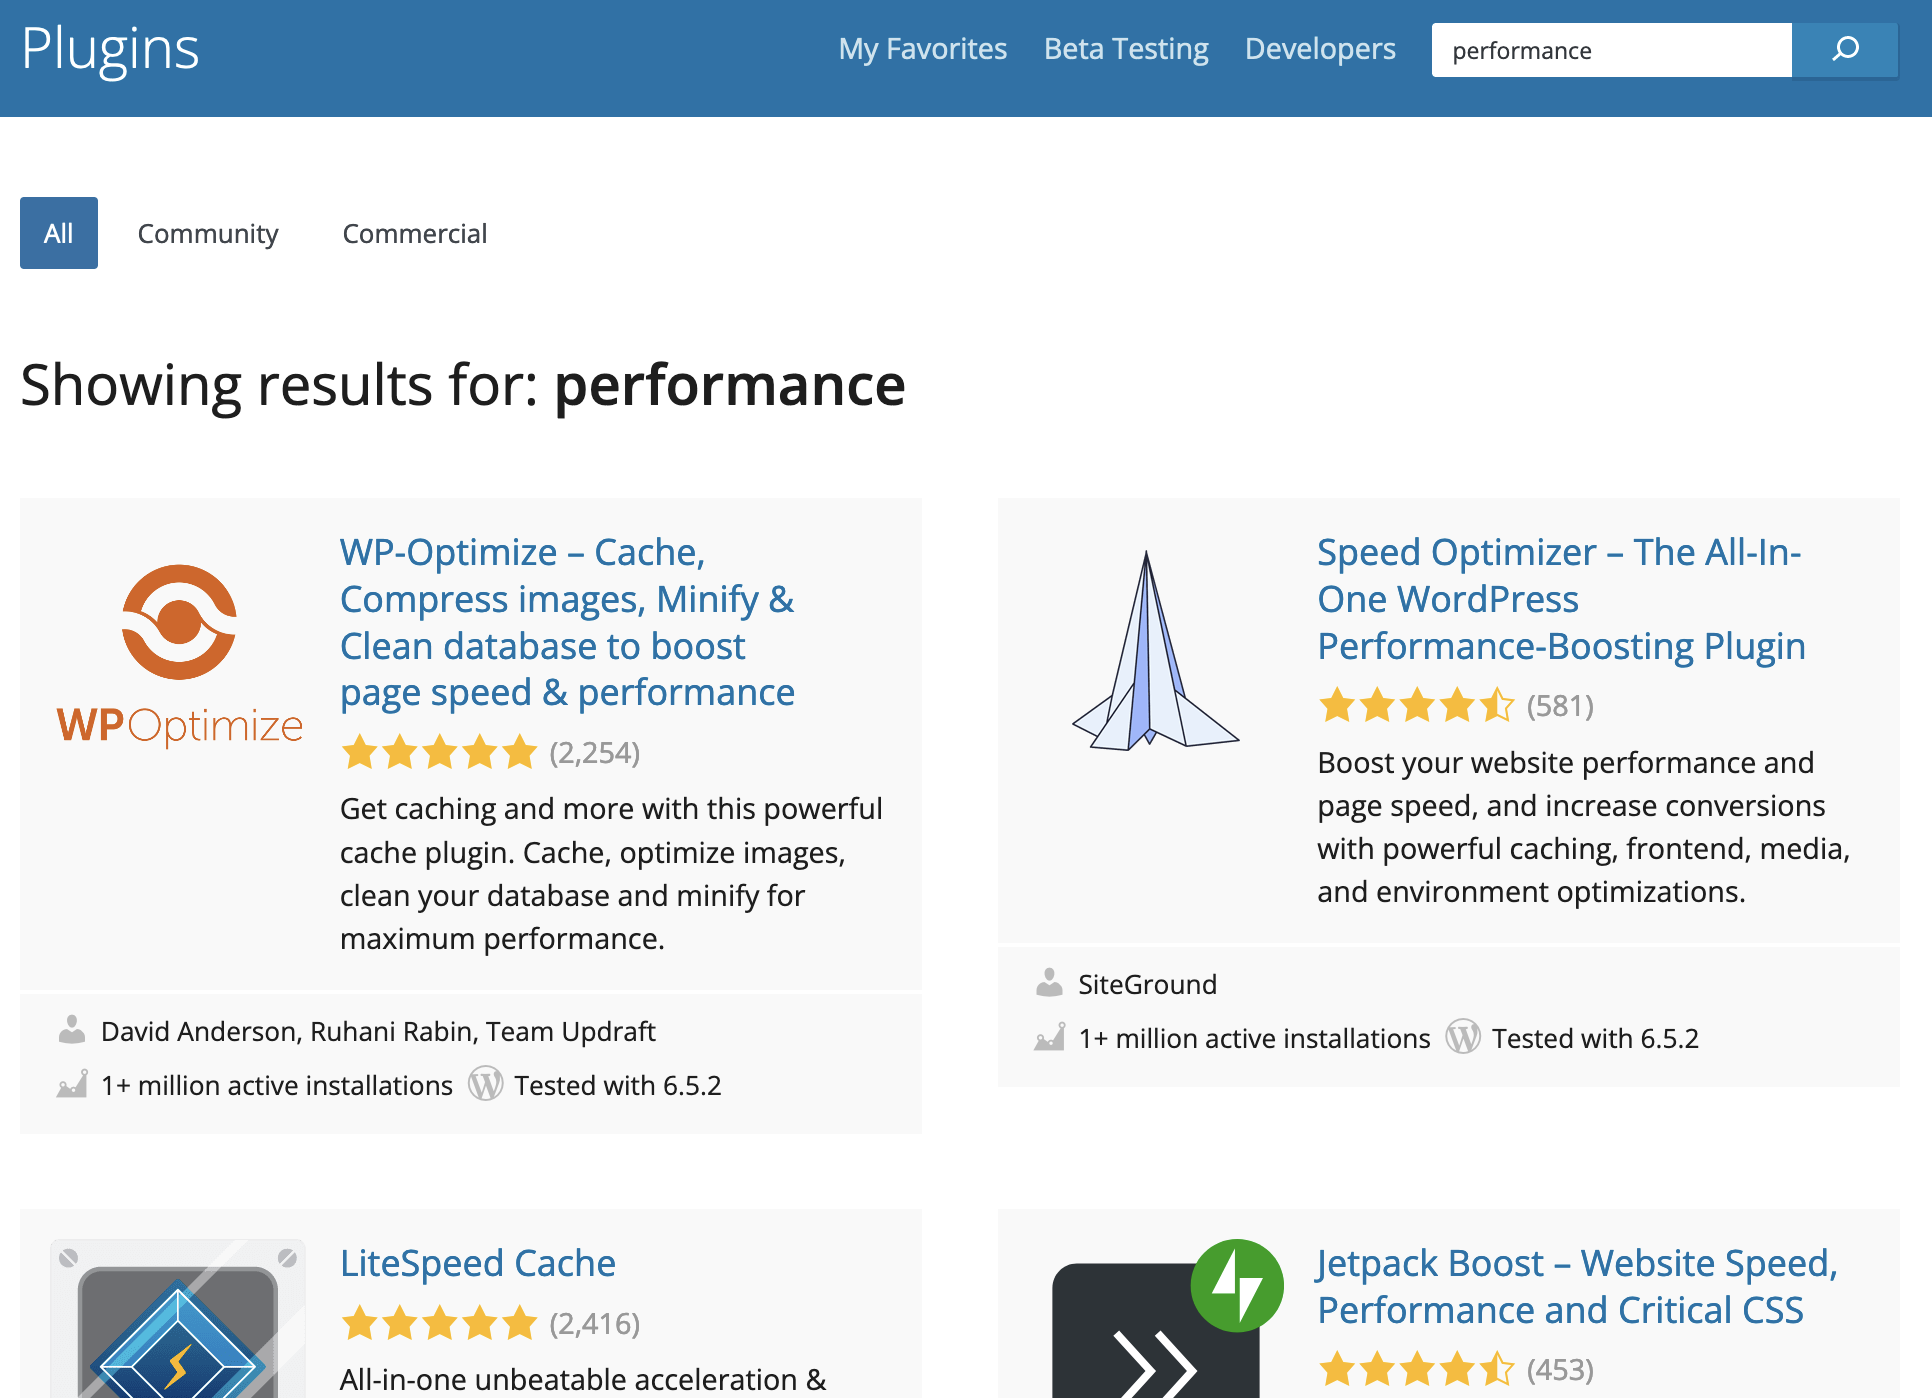 Plugins
My Favorites
Beta Testing
Developers
performance
All
Community
Commercial
Showing results for: performance
WPOptimize
WP-Optimize – Cache,
Compress images, Minify &
Clean database to boost
page speed & performance
(2,254)
Get caching and more with this powerful
cache plugin. Cache, optimize images,
clean your database and minify for
maximum performance.
David Anderson, Ruhani Rabin, Team Updraft
1+ million active installations
Tested with 6.5.2
Speed Optimizer – The All-In-
One WordPress
Performance-Boosting Plugin
(581)
Boost your website performance and
page speed, and increase conversions
with powerful caching, frontend, media,
and environment optimizations.
SiteGround
1+ million active installations
Tested with 6.5.2
LiteSpeed Cache
(2,416)
All-in-one unbeatable acceleration &
Jetpack Boost – Website Speed,
Performance and Critical CSS
(453)